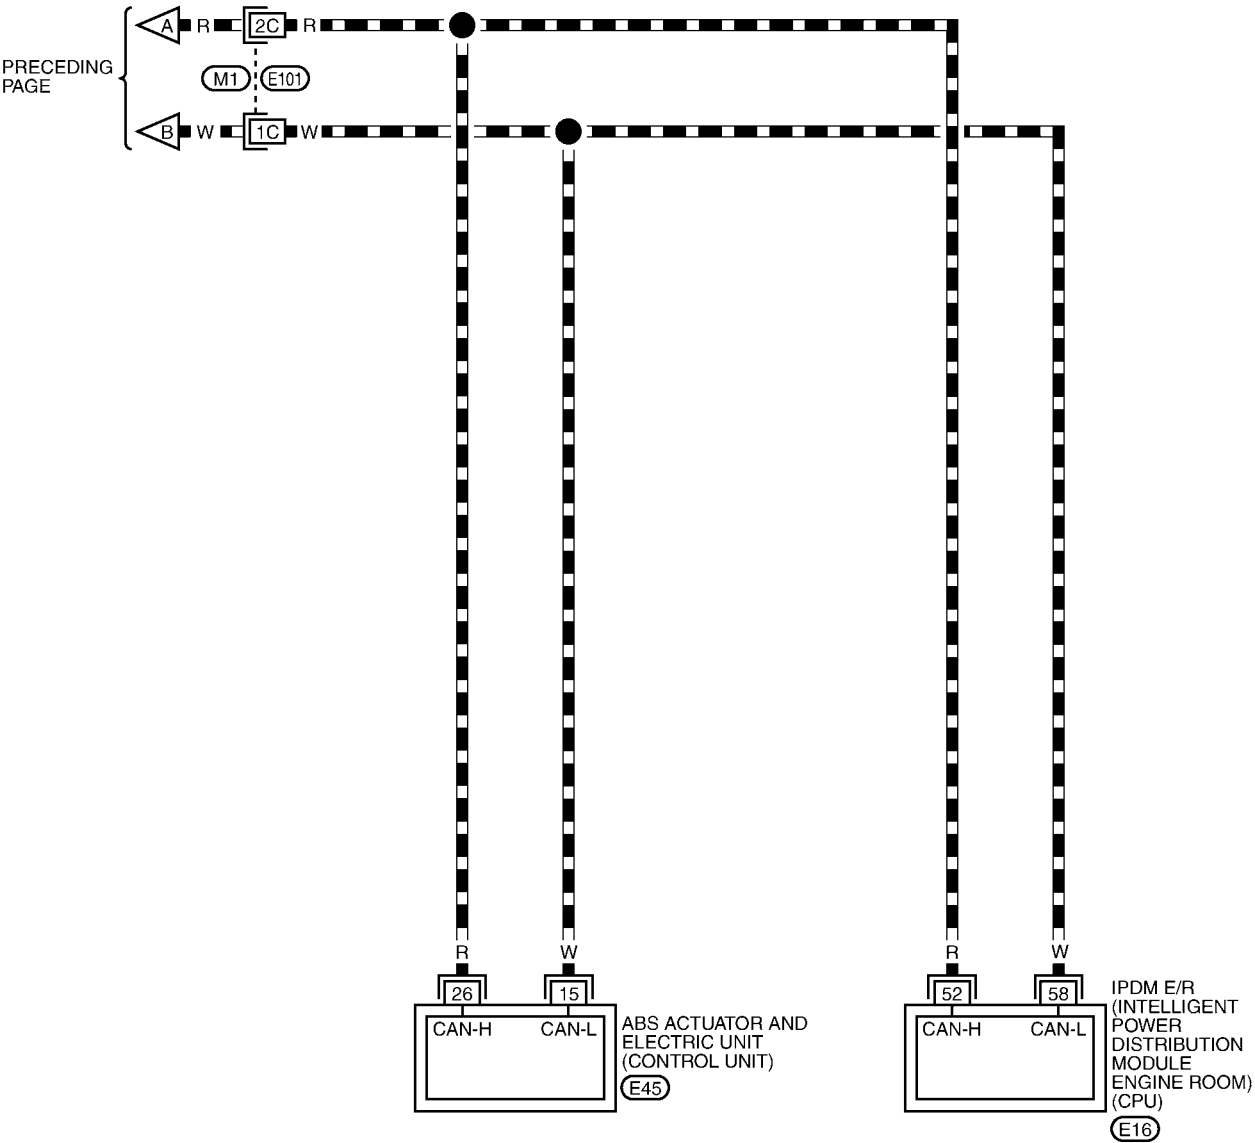 A R 2C R
PRECEDING
PAGE
M1 E101
B W 1C W
R W R W
26 15 52 58
CAN-H CAN-L
ABS ACTUATOR AND
ELECTRIC UNIT
(CONTROL UNIT)
E45
CAN-H CAN-L
IPDM E/R
(INTELLIGENT
POWER
DISTRIBUTION
MODULE
ENGINE ROOM)
(CPU)
E16